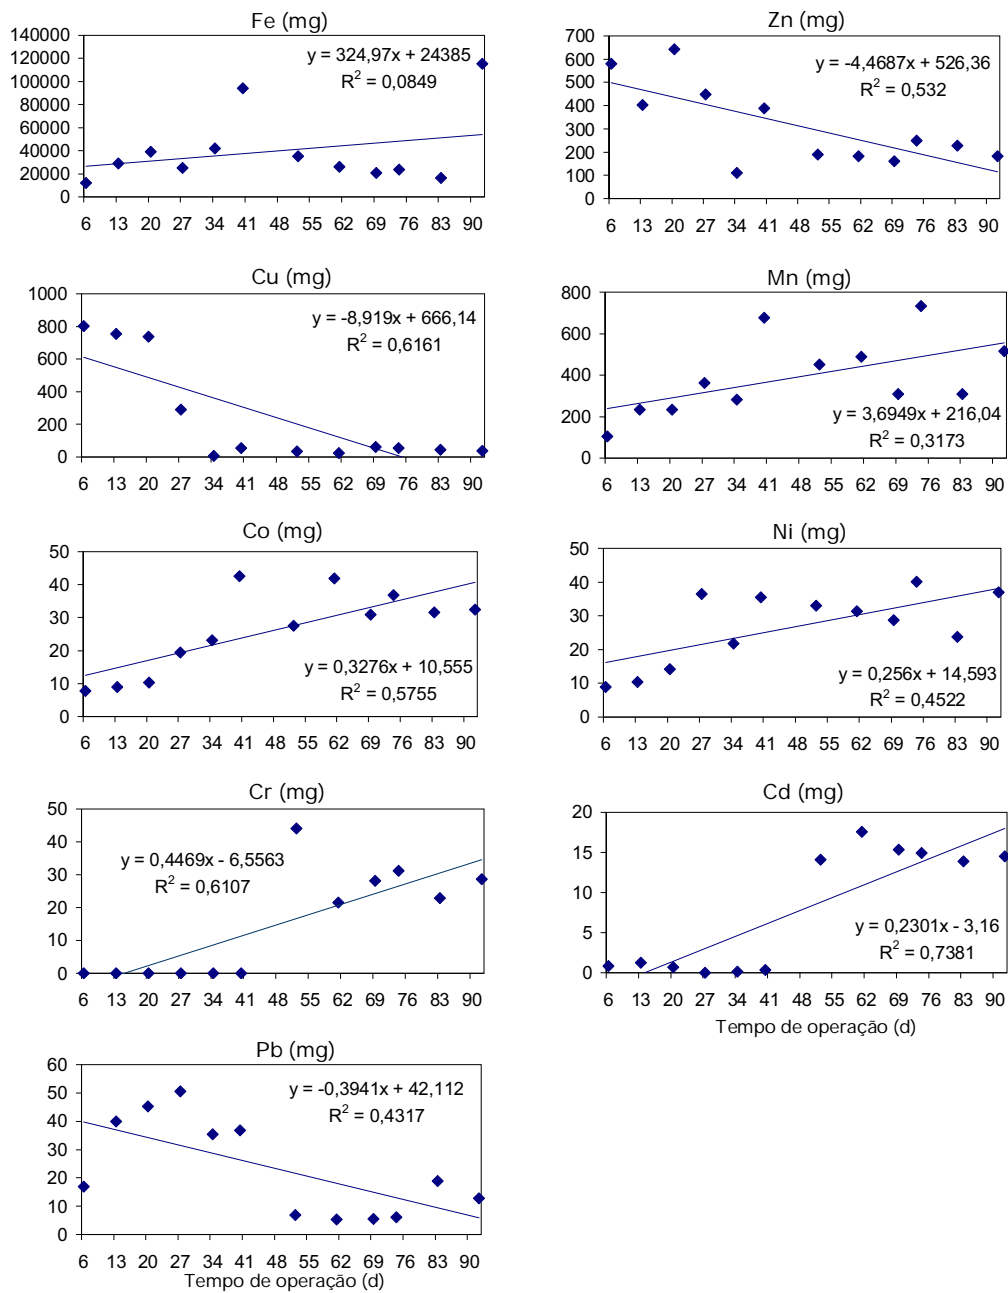 Fe (mg)
140000
120000
100000
80000
60000
40000
20000
0
y = 324,97x + 24385
R² = 0,0849
6 13 20 27 34 41 48 55 62 69 76 83 90
Zn (mg)
700
600
500
400
300
200
100
0
y = -4,4687x + 526,36
R² = 0,532
6 13 20 27 34 41 48 55 62 69 76 83 90
Cu (mg)
1000
800
600
400
200
0
y = -8,919x + 666,14
R² = 0,6161
6 13 20 27 34 41 48 55 62 69 76 83 90
Mn (mg)
800
600
400
200
0
y = 3,6949x + 216,04
R² = 0,3173
6 13 20 27 34 41 48 55 62 69 76 83 90
Co (mg)
50
40
30
20
10
0
y = 0,3276x + 10,555
R² = 0,5755
6 13 20 27 34 41 48 55 62 69 76 83 90
Ni (mg)
50
40
30
20
10
0
y = 0,256x + 14,593
R² = 0,4522
6 13 20 27 34 41 48 55 62 69 76 83 90
Cr (mg)
50
40
30
20
10
0
y = 0,4469x - 6,5563
R² = 0,6107
6 13 20 27 34 41 48 55 62 69 76 83 90
Cd (mg)
20
15
10
5
0
y = 0,2301x - 3,16
R² = 0,7381
6 13 20 27 34 41 48 55 62 69 76 83 90
Tempo de operação (d)
Pb (mg)
60
50
40
30
20
10
0
y = -0,3941x + 42,112
R² = 0,4317
6 13 20 27 34 41 48 55 62 69 76 83 90
Tempo de operação (d)